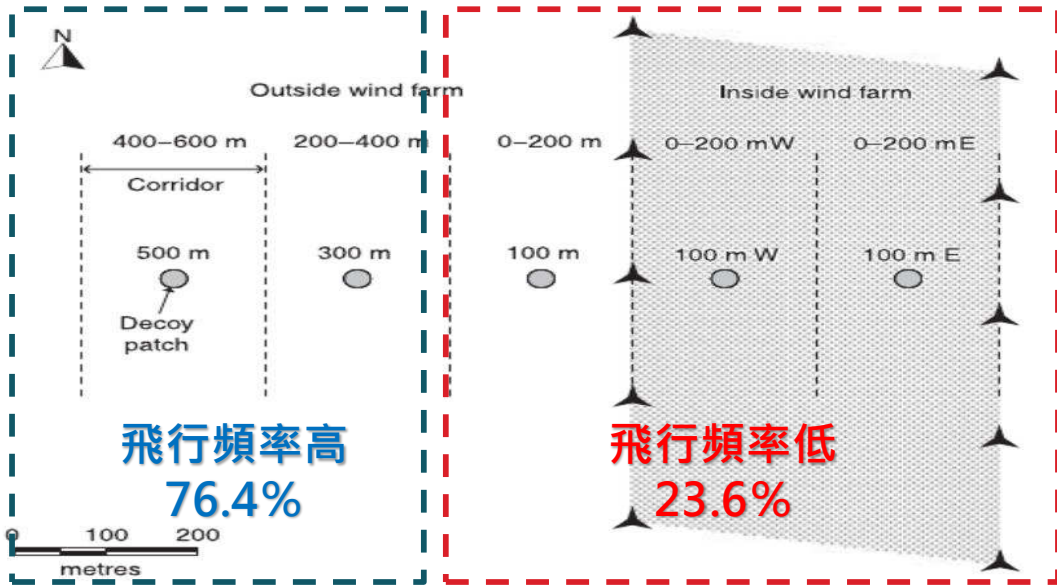 N
Outside wind farm
Inside wind farm
400–600 m
200–400 m
0–200 m
0–200 mW
0–200 mE
Corridor
500 m
300 m
100 m
100 m W
100 m E
Decoy
patch
飛行頻率高
76.4%
飛行頻率低
23.6%
0 100 200
metres